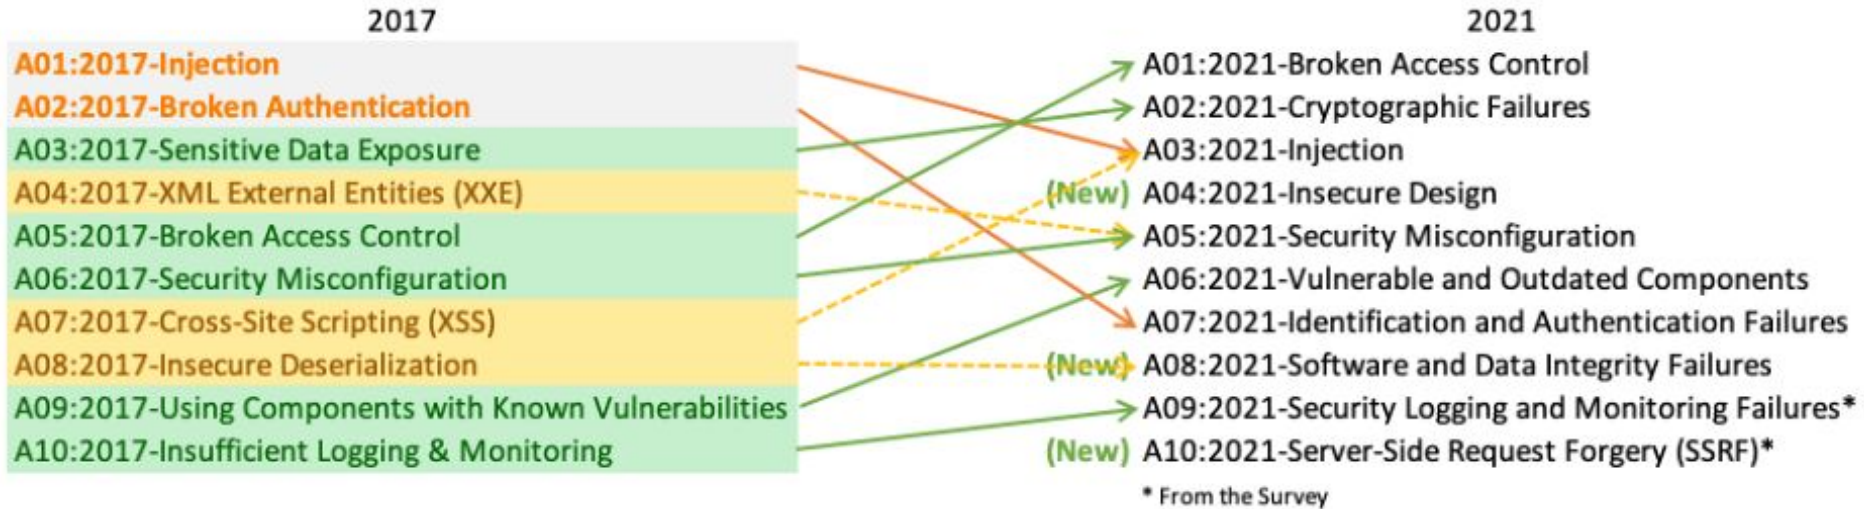 2017
A01:2017-Injection
A02:2017-Broken Authentication
A03:2017-Sensitive Data Exposure
A04:2017-XML External Entities (XXE)
A05:2017-Broken Access Control
A06:2017-Security Misconfiguration
A07:2017-Cross-Site Scripting (XSS)
A08:2017-Insecure Deserialization
A09:2017-Using Components with Known Vulnerabilities
A10:2017-Insufficient Logging & Monitoring
2021
A01:2021-Broken Access Control
A02:2021-Cryptographic Failures
A03:2021-Injection
(New) A04:2021-Insecure Design
A05:2021-Security Misconfiguration
A06:2021-Vulnerable and Outdated Components
A07:2021-Identification and Authentication Failures
(New) A08:2021-Software and Data Integrity Failures
A09:2021-Security Logging and Monitoring Failures*
(New) A10:2021-Server-Side Request Forgery (SSRF)*
* From the Survey